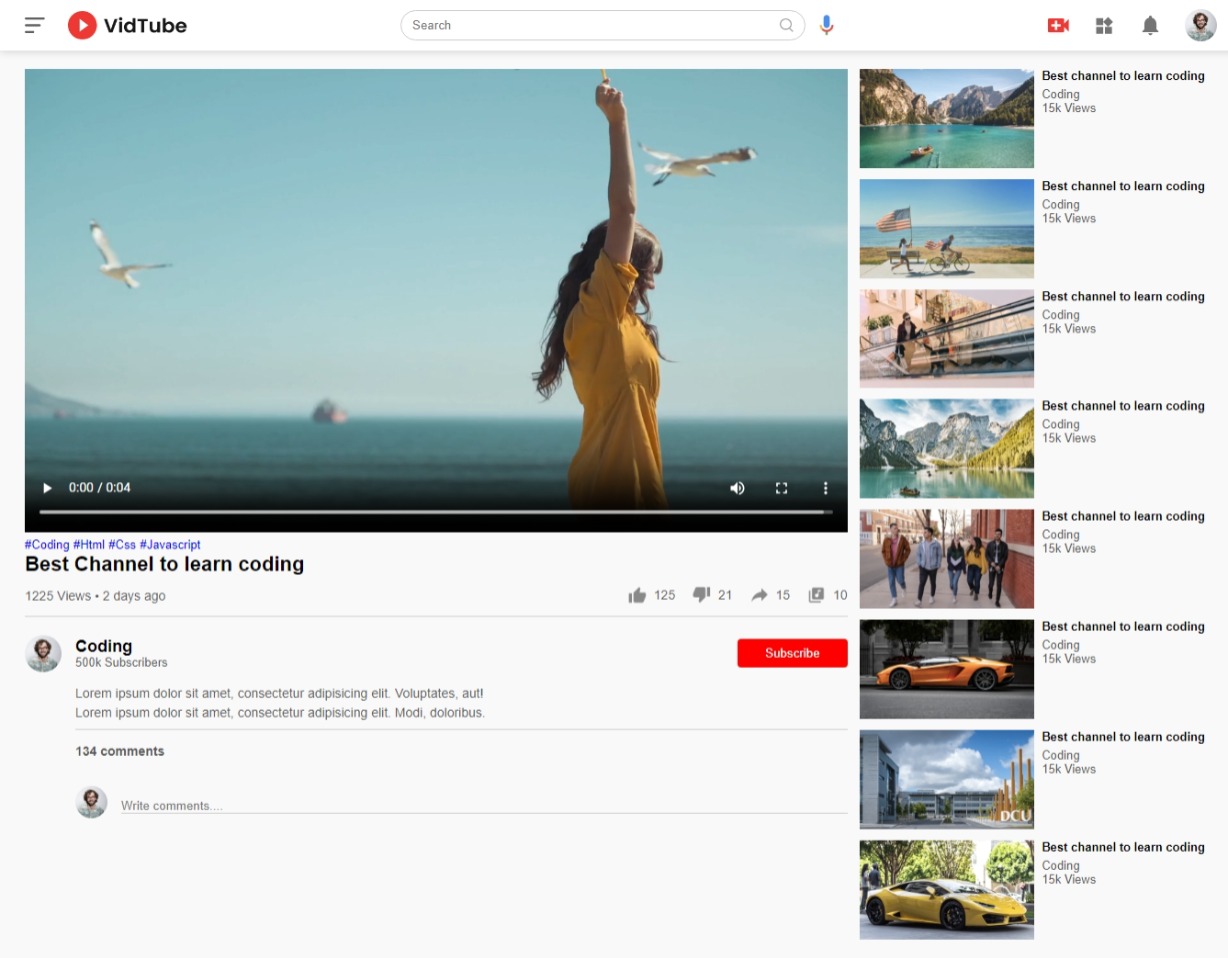 VidTube
Search
0:00 / 0:04
#Coding #Html #Css #Javascript
Best Channel to learn coding
1225 Views • 2 days ago
125
21
15
10
Coding
500k Subscribers
Subscribe
Lorem ipsum dolor sit amet, consectetur adipisicing elit. Voluptates, aut!
Lorem ipsum dolor sit amet, consectetur adipisicing elit. Modi, doloribus.
134 comments
Write comments....
Best channel to learn coding
Coding
15k Views
Best channel to learn coding
Coding
15k Views
Best channel to learn coding
Coding
15k Views
Best channel to learn coding
Coding
15k Views
Best channel to learn coding
Coding
15k Views
Best channel to learn coding
Coding
15k Views
DCU
Best channel to learn coding
Coding
15k Views
Best channel to learn coding
Coding
15k Views